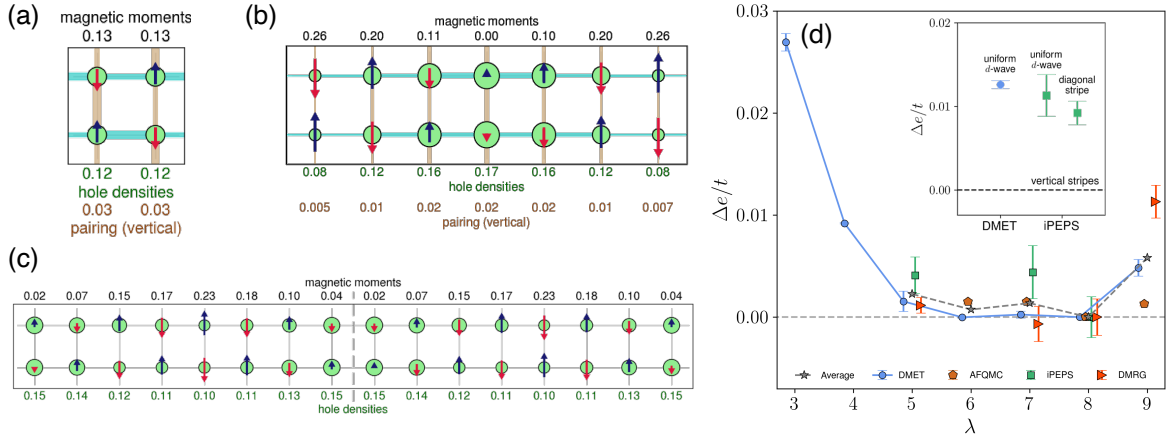 (a)
magnetic moments
0.13 0.13
0.12 0.12
hole densities
0.03 0.03
pairing (vertical)
(b)
magnetic moments
0.26 0.20 0.11 0.00 0.10 0.20 0.26
0.08 0.12 0.16 0.17 0.16 0.12 0.08
hole densities
0.005 0.01 0.02 0.02 0.02 0.01 0.007
pairing (vertical)
(c)
magnetic moments
0.02 0.07 0.15 0.17 0.23 0.18 0.10 0.04 0.02 0.07 0.15 0.17 0.23 0.18 0.10 0.04
0.15 0.14 0.12 0.11 0.10 0.11 0.13 0.15 0.15 0.14 0.12 0.11 0.10 0.11 0.13 0.15
hole densities
(d)
Δe/t
0.03
0.02
0.01
0.00
3 4 5 6 7 8 9
λ
Average DMET AFQMC iPEPS DMRG
Δe/t
0.02
0.01
0.00
uniform
d-wave
uniform
d-wave
diagonal
stripe
vertical stripes
DMET iPEPS